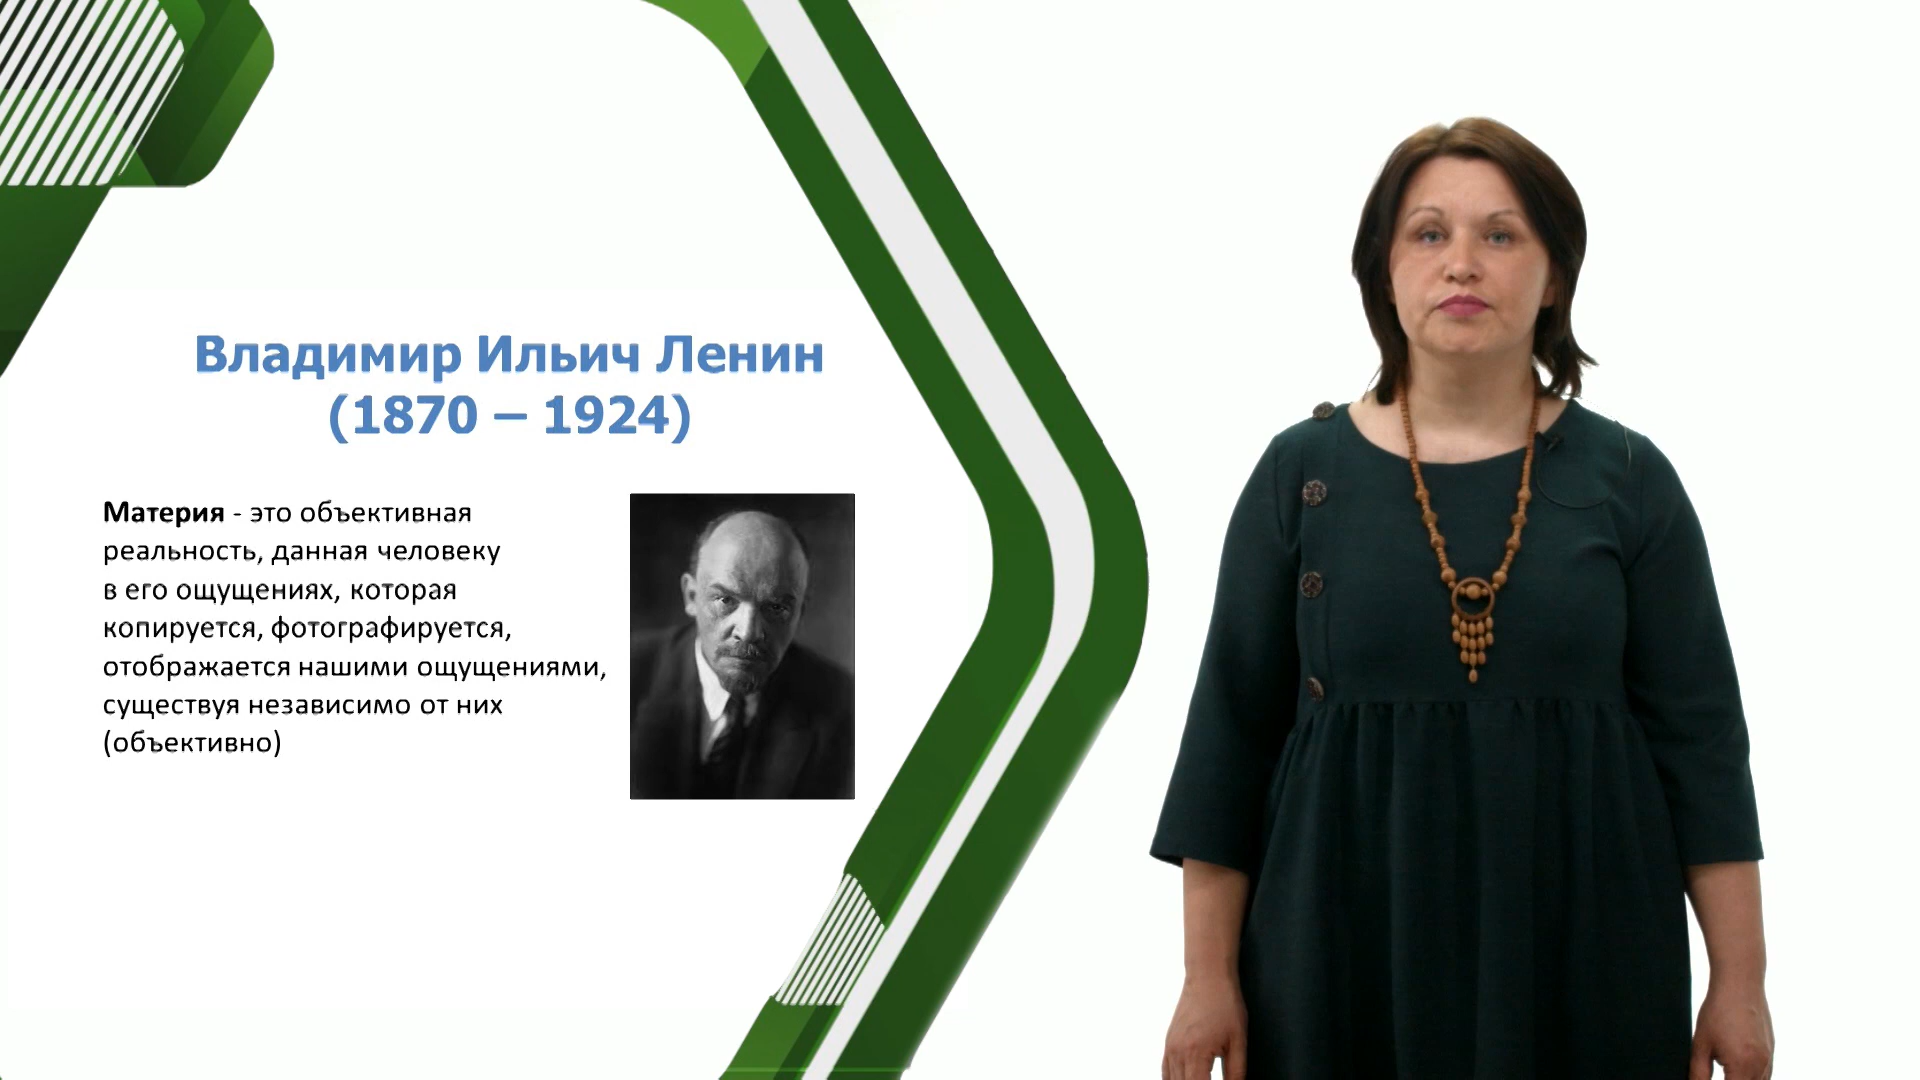 Владимир Ильич Ленин
(1870 – 1924)
Материя - это объективная
реальность, данная человеку
в его ощущениях, которая
копируется, фотографируется,
отображается нашими ощущениями,
существуя независимо от них
(объективно)